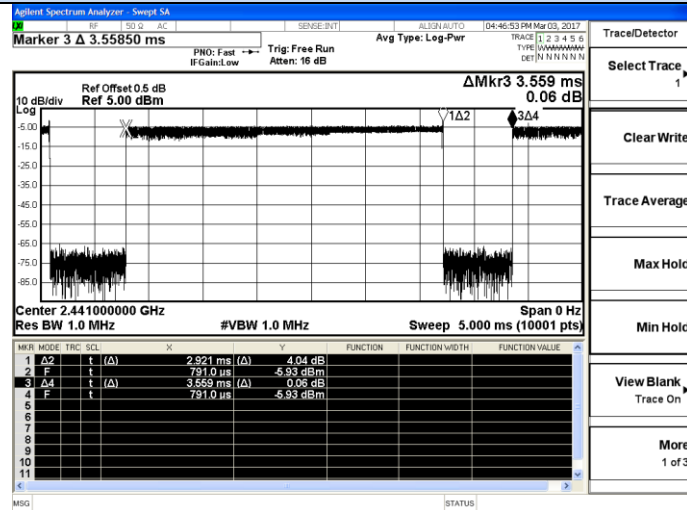 Agilent Spectrum Analyzer - Swept SA
RF 50 Ω AC SENSE:INT ALIGN AUTO 04:46:53 PM Mar 03, 2017
Marker 3 Δ 3.55850 ms
PNO: Fast
IFGain:Low
Trig: Free Run
Atten: 16 dB
Avg Type: Log-Pwr
TRACE 1 2 3 4 5 6
TYPE WWWWWW
DET N N N N N N
Trace/Detector
Select Trace
1
Clear Write
Trace Average
Max Hold
Min Hold
View Blank
Trace On
More
1 of 3
Ref Offset 0.5 dB
Ref 5.00 dBm
ΔMkr3 3.559 ms
0.06 dB
10 dB/div
Log
1Δ2
3Δ4
-5.00
-15.0
-25.0
-35.0
-45.0
-55.0
-65.0
-75.0
-85.0
Center 2.441000000 GHz
Span 0 Hz
Res BW 1.0 MHz
#VBW 1.0 MHz
Sweep 5.000 ms (10001 pts)
MKR MODE TRC SCL X Y FUNCTION FUNCTION WIDTH FUNCTION VALUE
1 Δ2 t (Δ) 2.921 ms (Δ) 4.04 dB
2 F t 791.0 µs -5.93 dBm
3 Δ4 t (Δ) 3.559 ms (Δ) 0.06 dB
4 F t 791.0 µs -5.93 dBm
5
6
7
8
9
10
11
MSG
STATUS